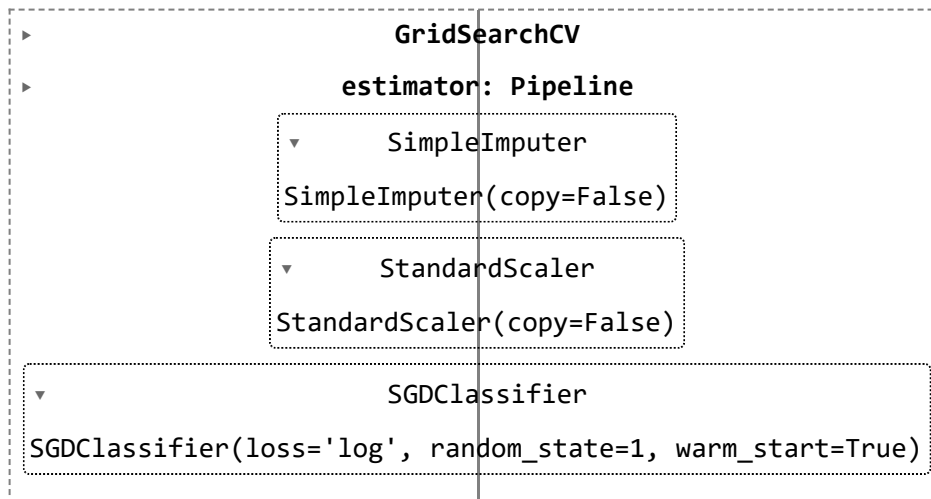 GridSearchCV
estimator: Pipeline
SimpleImputer
SimpleImputer(copy=False)
StandardScaler
StandardScaler(copy=False)
SGDClassifier
SGDClassifier(loss='log', random_state=1, warm_start=True)